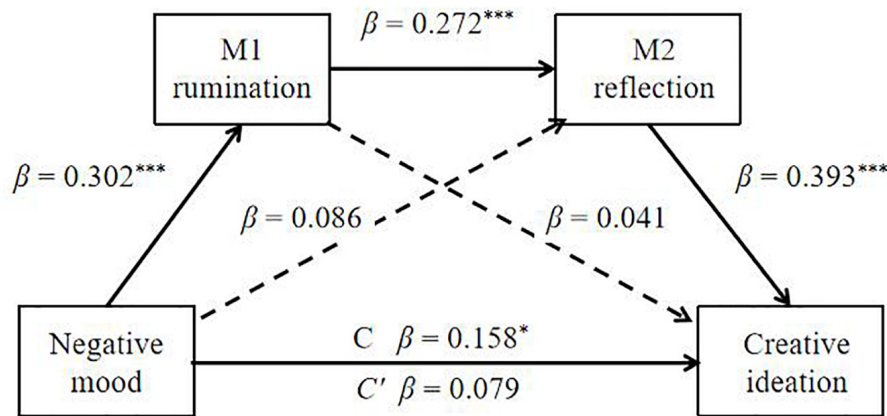 β = 0.272***
M1
rumination
M2
reflection
β = 0.302***
β = 0.393***
β = 0.086
β = 0.041
Negative
mood
C β = 0.158*
C' β = 0.079
Creative
ideation